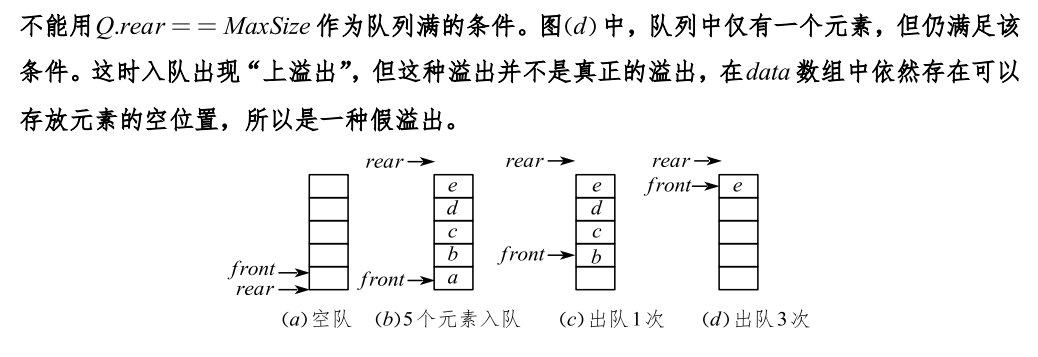 不能用Q.rear == MaxSize 作为队列满的条件。图(d)中，队列中仅有一个元素，但仍满足该
条件。这时入队出现“上溢出”，但这种溢出并不是真正的溢出，在data数组中依然存在可以
存放元素的空位置，所以是一种假溢出。
rear rear rear
e e front e
d d
c c
b front b
front
rear front a
(a)空队 (b)5个元素入队 (c)出队1次 (d)出队3次